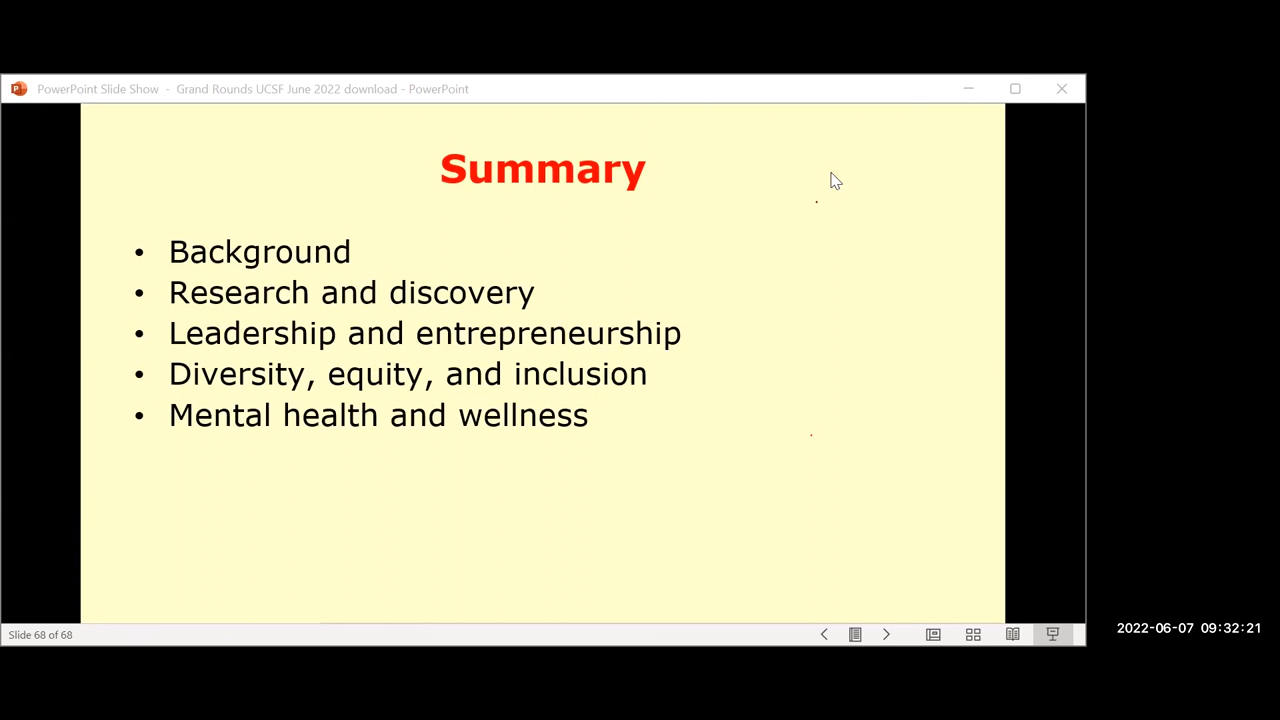 PowerPoint Slide Show - Grand Rounds UCSF June 2022 download - PowerPoint
Summary
• Background
• Research and discovery
• Leadership and entrepreneurship
• Diversity, equity, and inclusion
• Mental health and wellness
Slide 68 of 68
2022-06-07 09:32:21